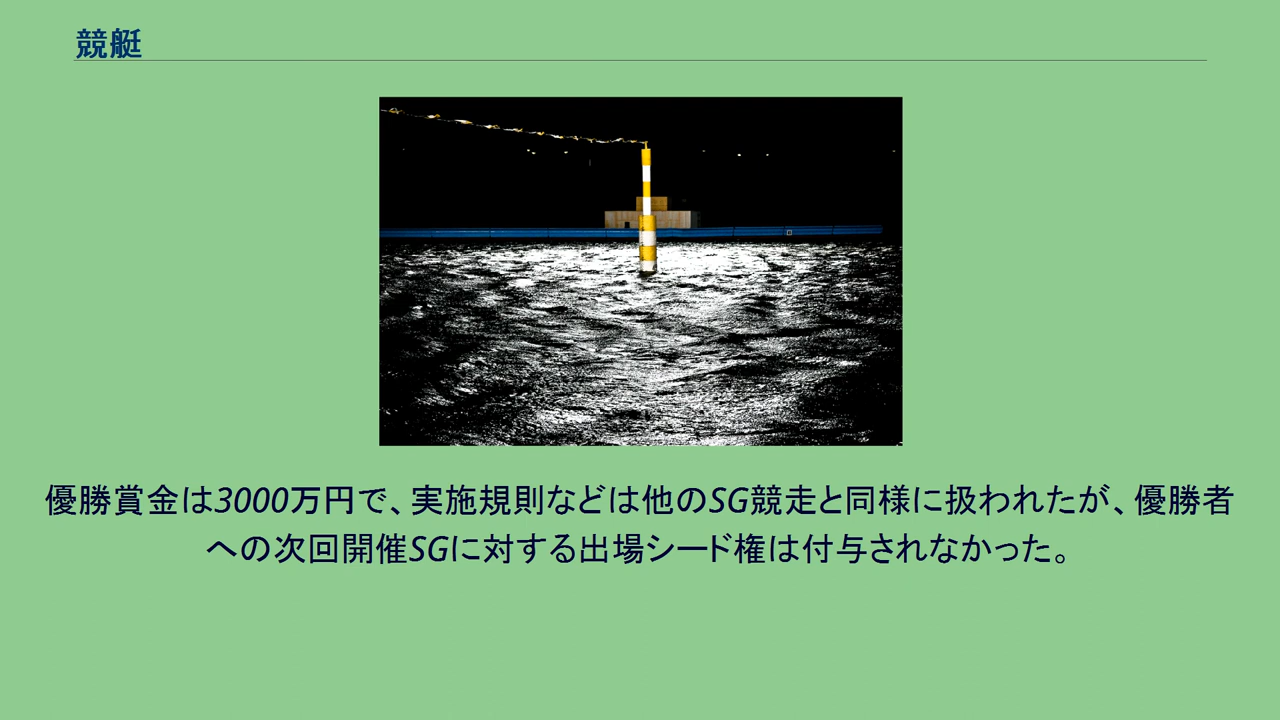 競艇
優勝賞金は3000万円で、実施規則などは他のSG競走と同様に扱われたが、優勝者
への次回開催SGに対する出場シード権は付与されなかった。